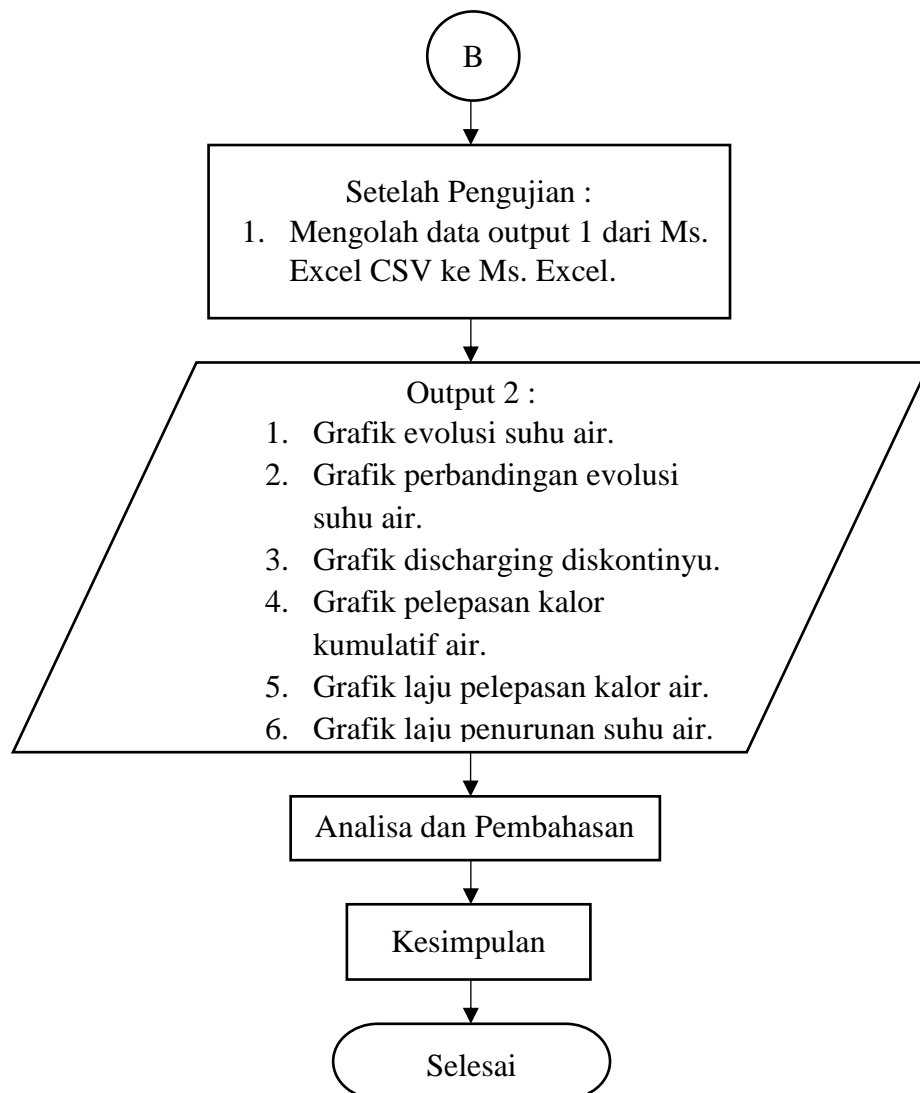 B
Setelah Pengujian :
1. Mengolah data output 1 dari Ms.
Excel CSV ke Ms. Excel.
Output 2 :
1. Grafik evolusi suhu air.
2. Grafik perbandingan evolusi
suhu air.
3. Grafik discharging diskontinyu.
4. Grafik pelepasan kalor
kumulatif air.
5. Grafik laju pelepasan kalor air.
6. Grafik laju penurunan suhu air.
Analisa dan Pembahasan
Kesimpulan
Selesai